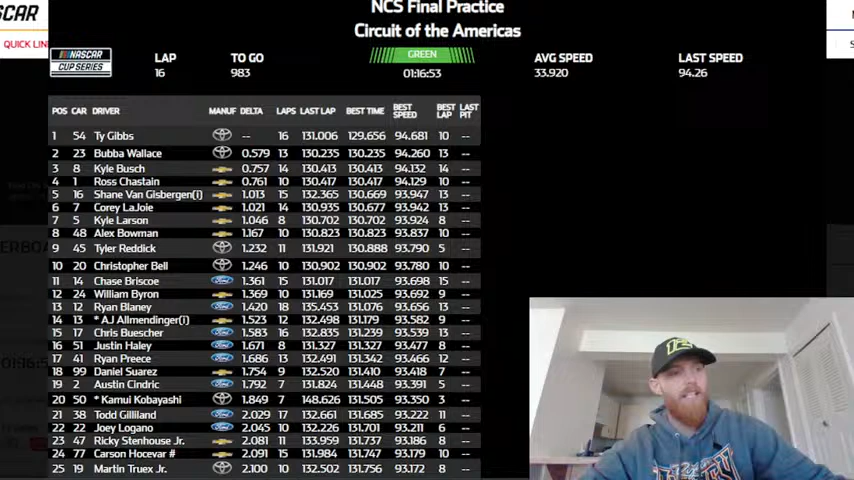 NCS Final Practice
SCAR
Circuit of the Americas
QUICK LIN
NASCAR
CUP SERIES
LAP
TO GO
GREEN
AVG SPEED
LAST SPEED
16
983
01:16:53
33.920
94.26
POS CAR DRIVER MANUF DELTA LAPS LAST LAP BEST TIME BEST SPEED BEST LAP LAST PIT
1 54 Ty Gibbs -- 16 131.006 129.656 94.681 10 --
2 23 Bubba Wallace 0.579 13 130.235 130.235 94.260 13 --
3 8 Kyle Busch 0.757 14 130.413 130.413 94.132 14 --
4 1 Ross Chastain 0.761 10 130.417 130.417 94.129 10 --
5 16 Shane Van Gisbergen(i) 1.013 15 132.365 130.669 93.947 13 --
6 7 Corey LaJoie 1.021 14 130.935 130.677 93.942 13 --
7 5 Kyle Larson 1.046 8 130.702 130.702 93.924 8 --
8 48 Alex Bowman 1.167 10 130.823 130.823 93.837 10 --
9 45 Tyler Reddick 1.232 11 131.921 130.888 93.790 5 --
10 20 Christopher Bell 1.246 10 130.902 130.902 93.780 10 --
11 14 Chase Briscoe 1.361 15 131.017 131.017 93.698 15 --
12 24 William Byron 1.369 10 131.169 131.025 93.692 9 --
13 12 Ryan Blaney 1.420 18 135.453 131.076 93.656 13 --
14 13 * AJ Allmendinger(i) 1.523 12 132.498 131.179 93.582 9 --
15 17 Chris Buescher 1.583 16 132.835 131.239 93.539 13 --
16 51 Justin Haley 1.671 8 131.327 131.327 93.477 8 --
17 41 Ryan Preece 1.686 13 132.491 131.342 93.466 12 --
18 99 Daniel Suarez 1.754 9 132.520 131.410 93.418 7 --
19 2 Austin Cindric 1.792 7 131.824 131.448 93.391 5 --
20 50 * Kamui Kobayashi 1.849 7 148.626 131.505 93.350 3 --
21 38 Todd Gilliland 2.029 17 132.661 131.685 93.222 11 --
22 22 Joey Logano 2.045 10 132.226 131.701 93.211 6 --
23 47 Ricky Stenhouse Jr. 2.081 11 133.959 131.737 93.186 8 --
24 77 Carson Hocevar # 2.091 15 131.984 131.747 93.179 10 --
25 19 Martin Truex Jr. 2.100 10 132.502 131.756 93.172 8 --